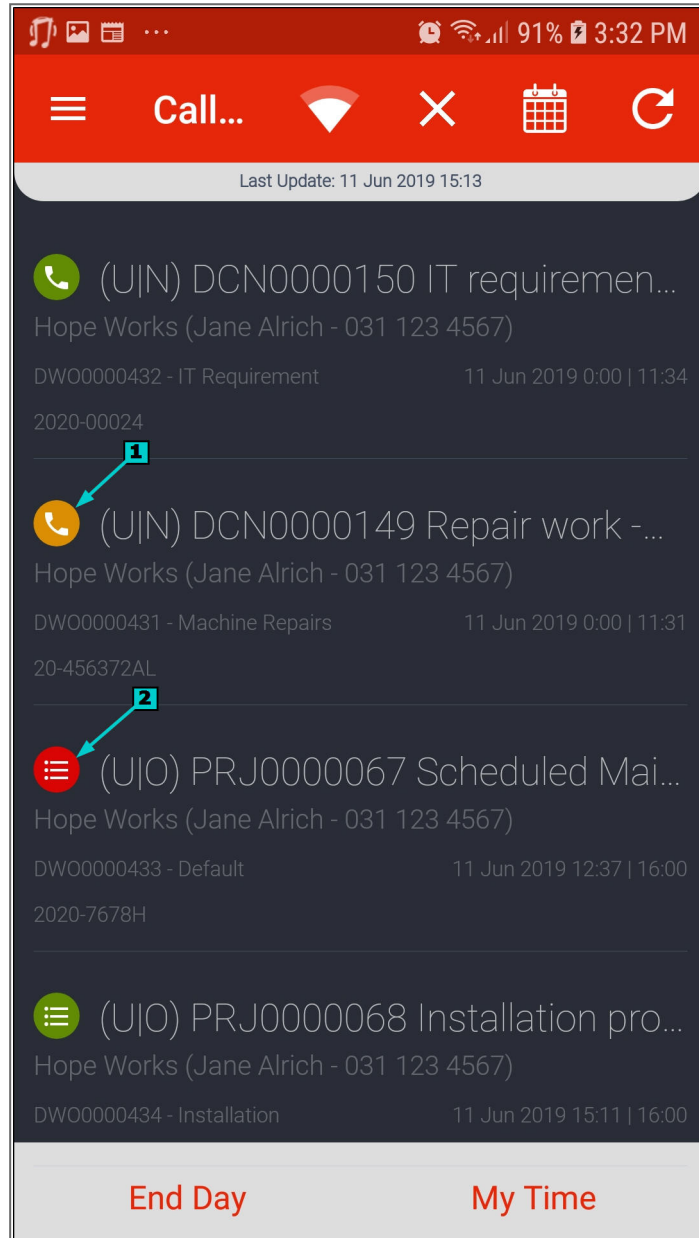 ... 91% 3:32 PM
Call...
Last Update: 11 Jun 2019 15:13
(U|N) DCN0000150 IT requiremen...
Hope Works (Jane Alrich - 031 123 4567)
DWO0000432 - IT Requirement 11 Jun 2019 0:00 | 11:34
2020-00024
1
(U|N) DCN0000149 Repair work -...
Hope Works (Jane Alrich - 031 123 4567)
DWO0000431 - Machine Repairs 11 Jun 2019 0:00 | 11:31
20-456372AL
2
(U|O) PRJ0000067 Scheduled Mai...
Hope Works (Jane Alrich - 031 123 4567)
DWO0000433 - Default 11 Jun 2019 12:37 | 16:00
2020-7678H
(U|O) PRJ0000068 Installation pro...
Hope Works (Jane Alrich - 031 123 4567)
DWO0000434 - Installation 11 Jun 2019 15:11 | 16:00
End Day My Time